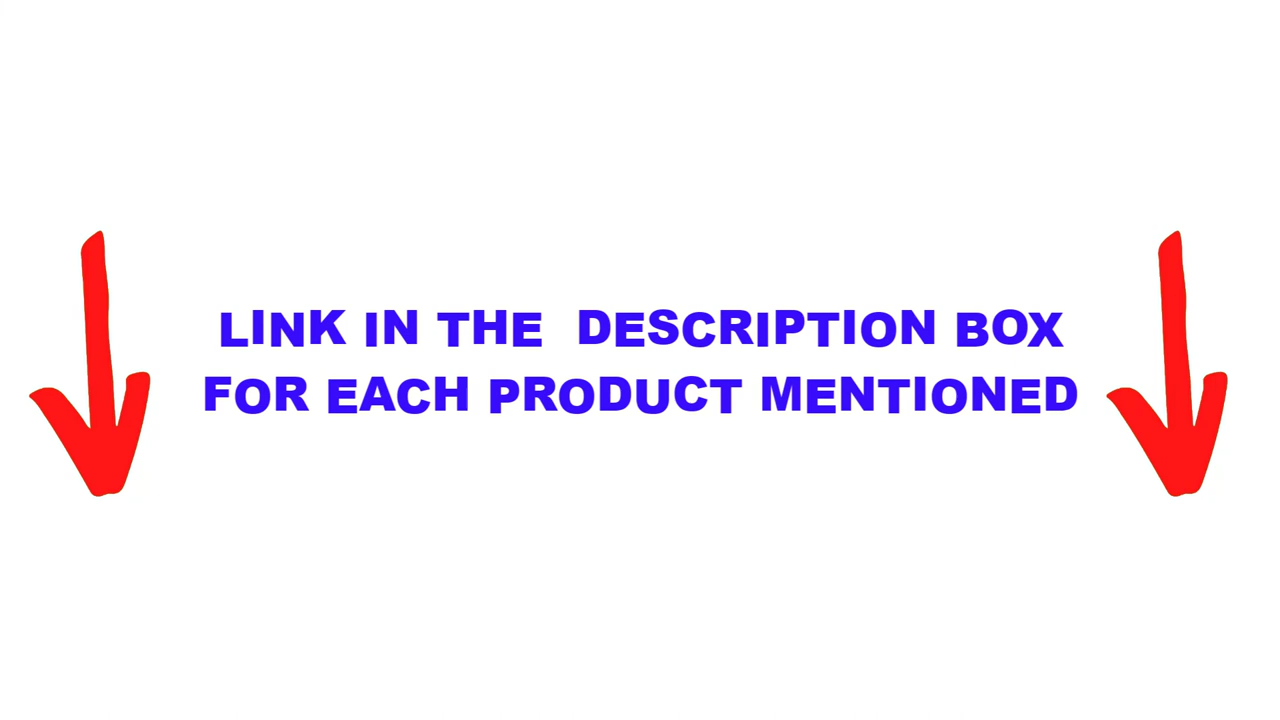 LINK IN THE DESCRIPTION BOX
FOR EACH PRODUCT MENTIONED